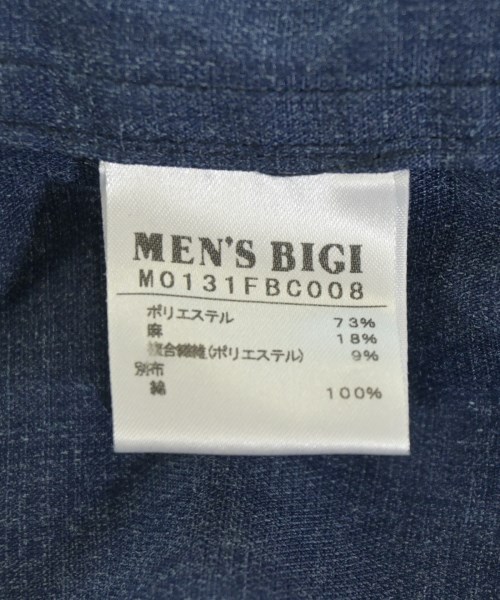 MEN'S BIGI
M0131FBC008
ポリエステル 73%
麻 18%
複合繊維(ポリエステル) 9%
別布
綿 100%